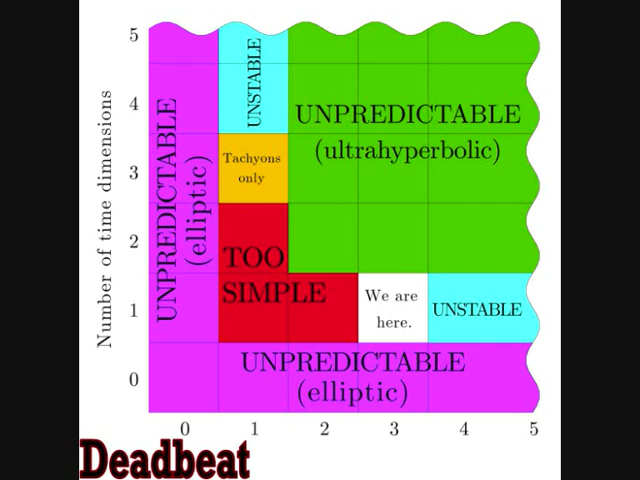 5
4
3
2
1
0
Number of time dimensions
UNPREDICTABLE
(elliptic)
UNSTABLE
UNPREDICTABLE
(ultrahyperbolic)
Tachyons
only
TOO
SIMPLE
We are
here.
UNSTABLE
UNPREDICTABLE
(elliptic)
0 1 2 3 4 5
Deadbeat